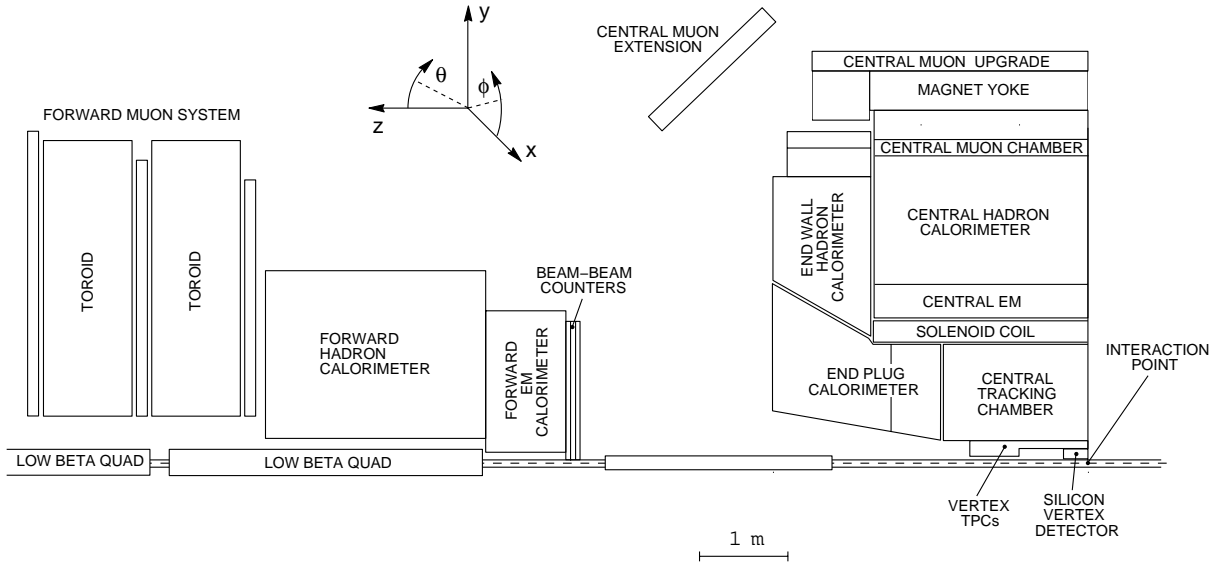 y
CENTRAL MUON
EXTENSION
CENTRAL MUON UPGRADE
MAGNET YOKE
θ
ϕ
z
x
FORWARD MUON SYSTEM
CENTRAL MUON CHAMBER
TOROID
TOROID
END WALL
HADRON
CALORIMETER
CENTRAL HADRON
CALORIMETER
BEAM−BEAM
COUNTERS
CENTRAL EM
SOLENOID COIL
FORWARD
HADRON
CALORIMETER
FORWARD
EM
CALORIMETER
END PLUG
CALORIMETER
CENTRAL
TRACKING
CHAMBER
INTERACTION
POINT
LOW BETA QUAD
LOW BETA QUAD
VERTEX
TPCs
SILICON
VERTEX
DETECTOR
1 m